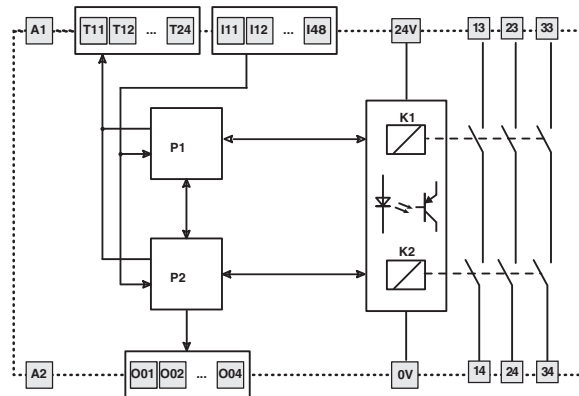 A1 T11 T12 ... T24 I11 I12 ... I48 24V 13 23 33
K1
P1
K2
P2
A2 O01 O02 ... O04 0V 14 24 34